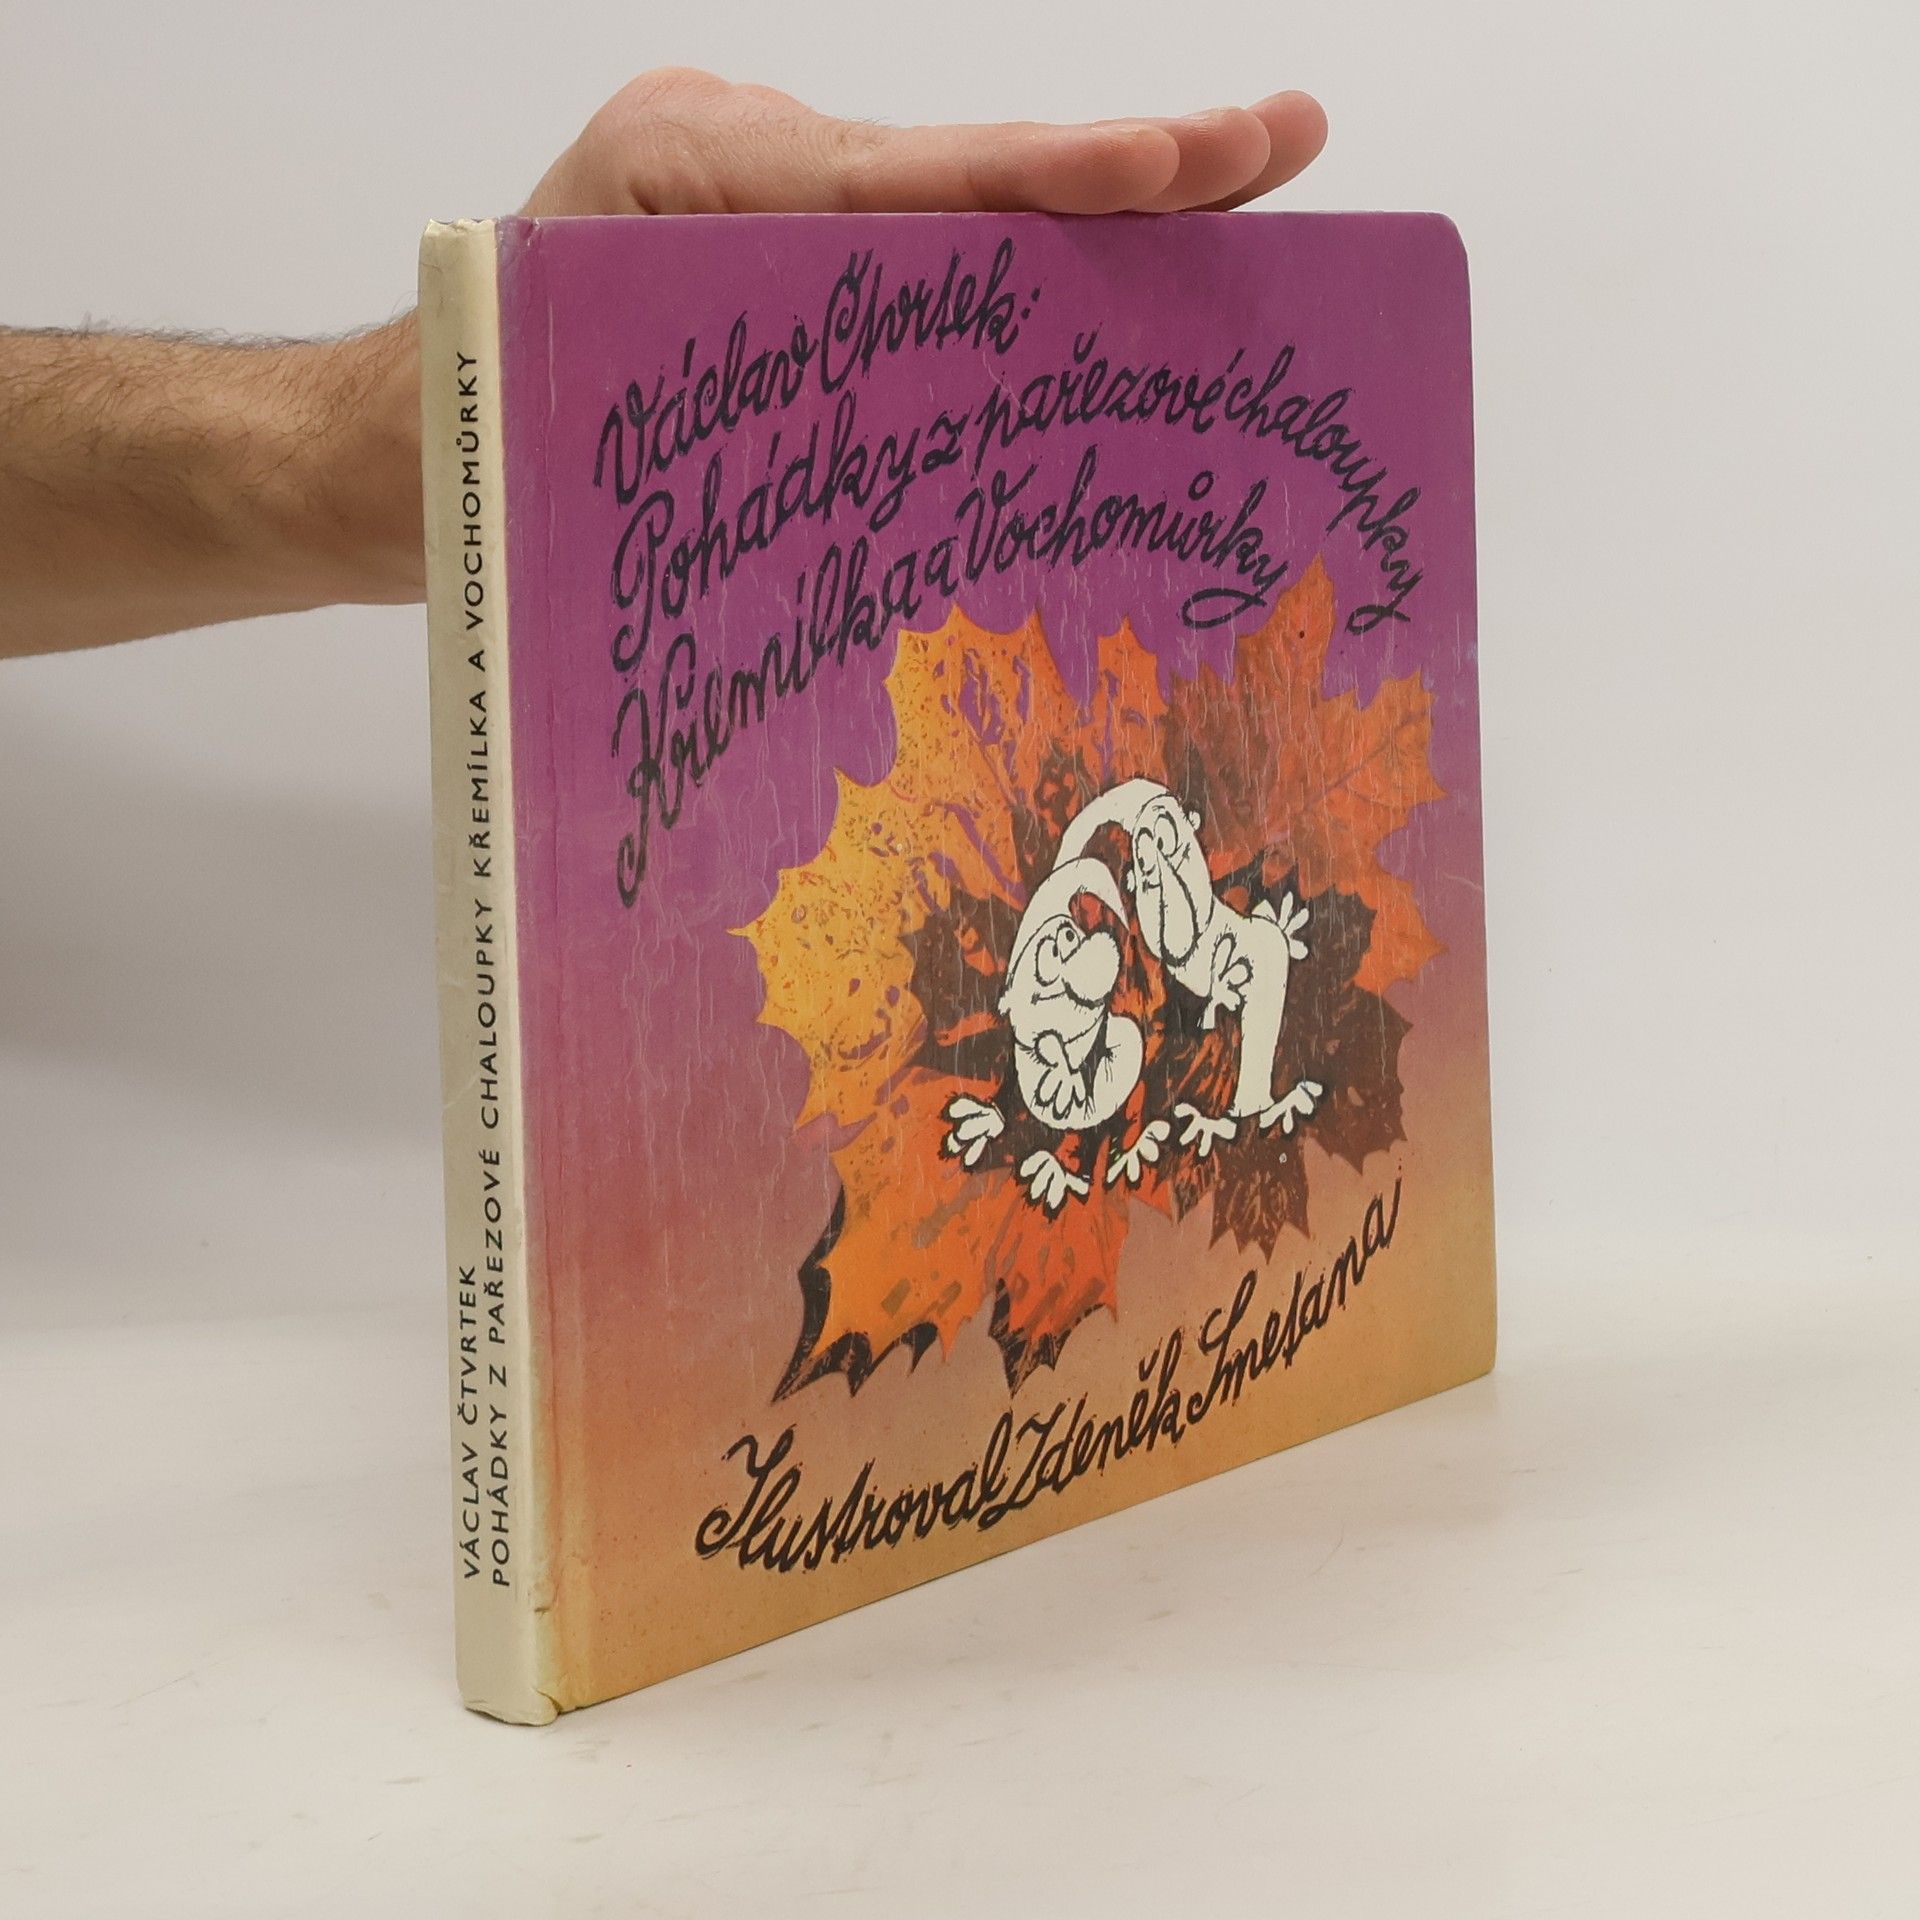 VÁCLAV ČTVRTEK
POHÁDKY Z PAŘEZOVÉ CHALOUPKY KŘEMÍLKA A VOCHOMŮRKY
Václav Čtvrtek:
Pohádky z pařezové chaloupky
Křemílka a Vochomůrky
Ilustroval Zdeněk Smetana